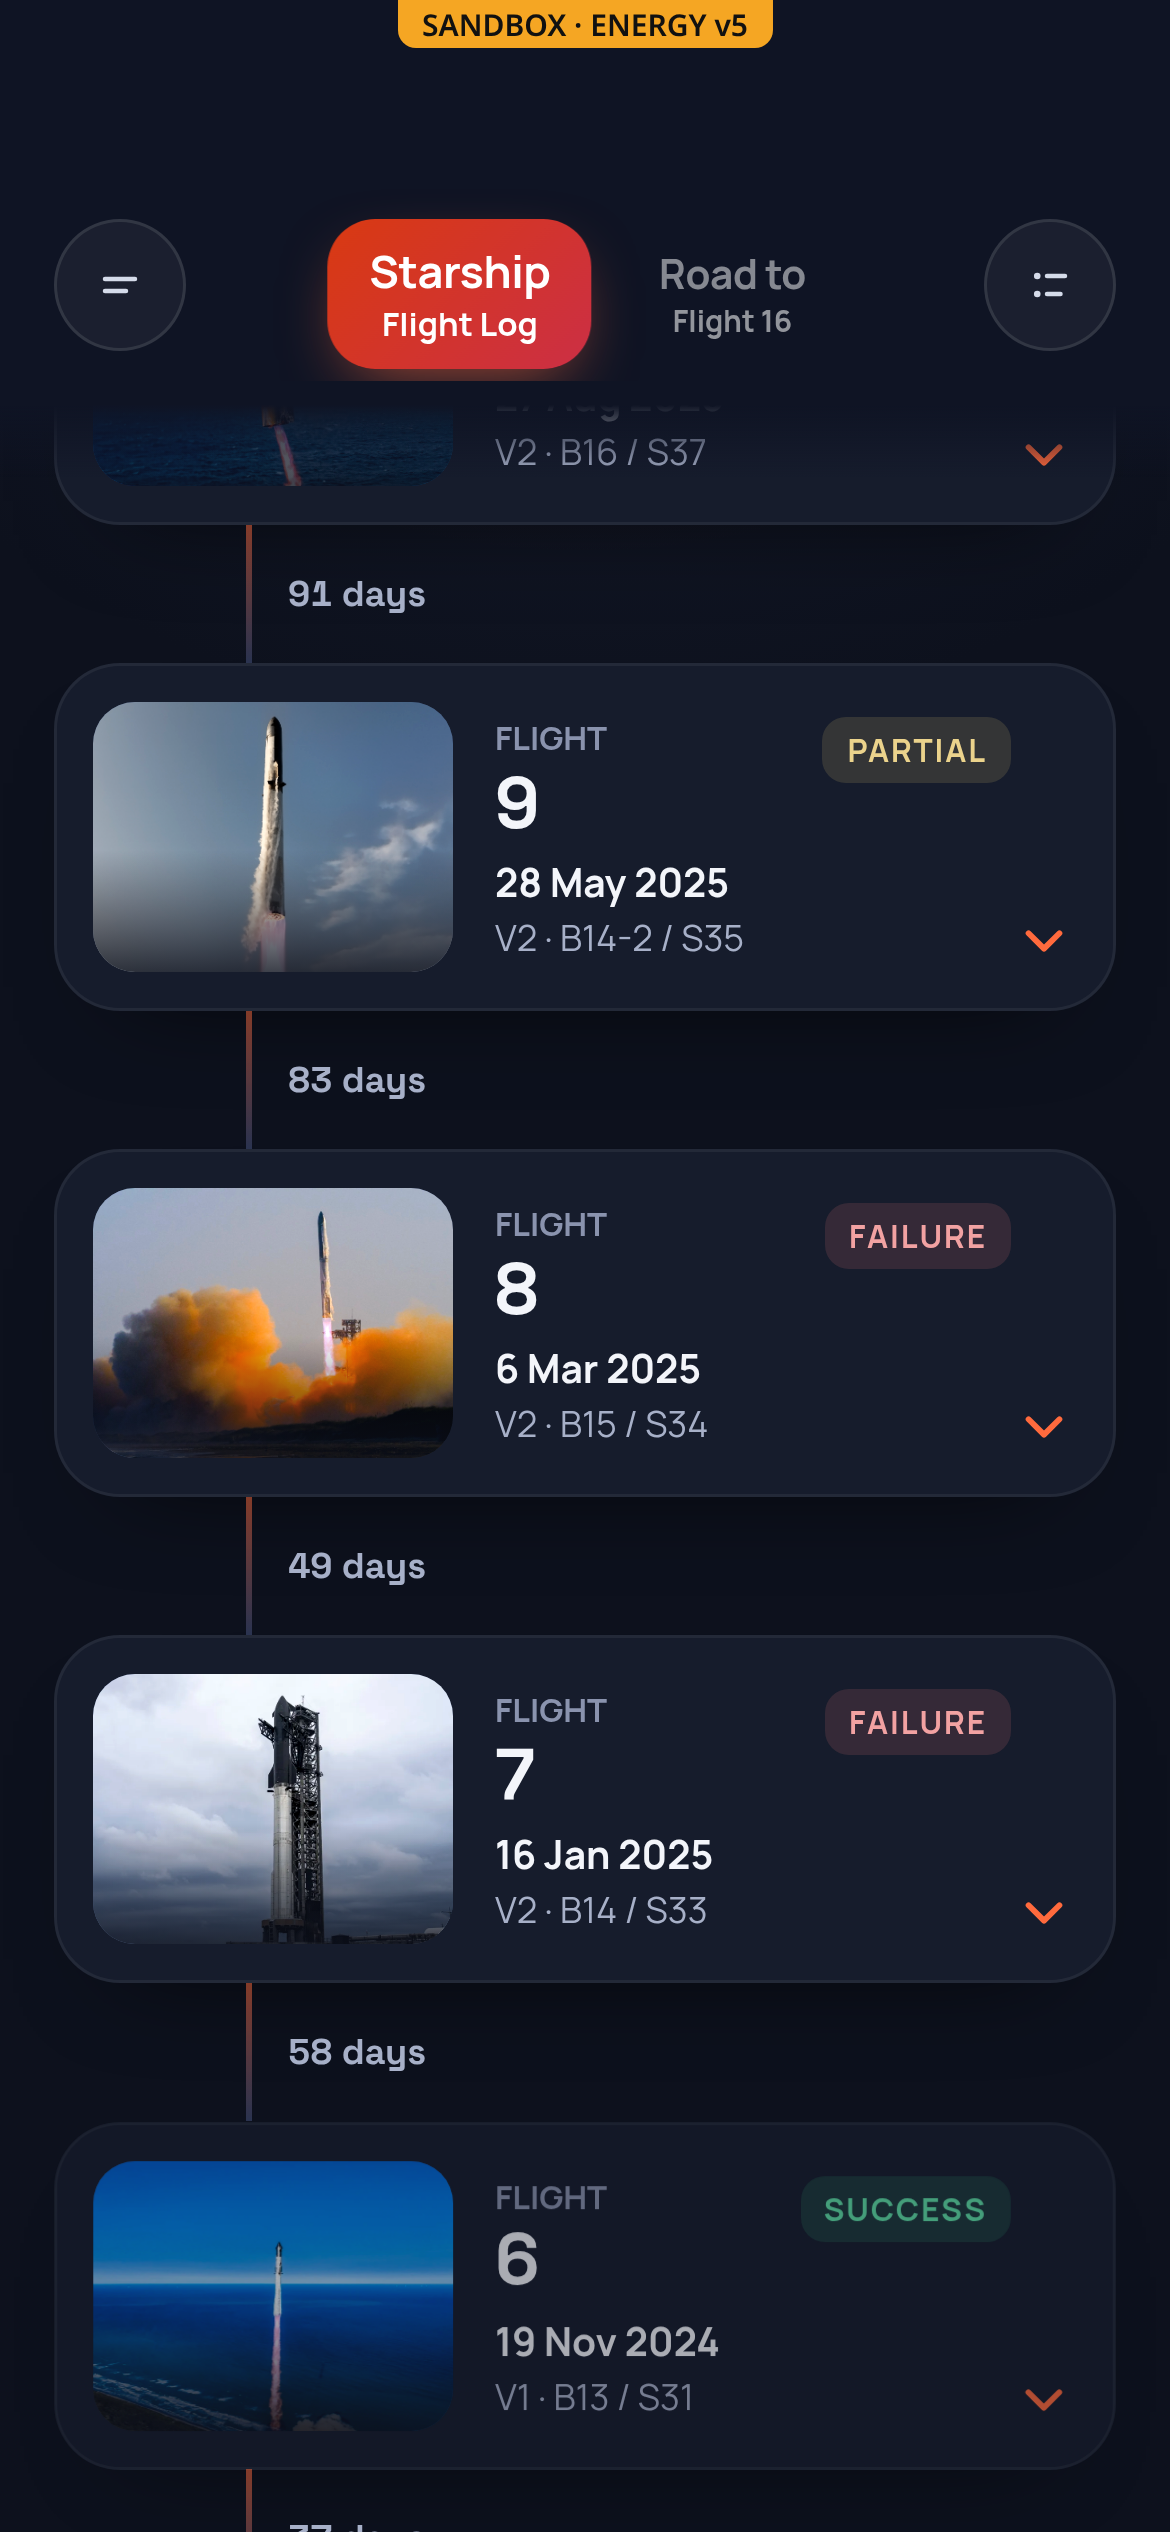 SANDBOX · ENERGY v5
Starship
Flight Log
Road to
Flight 16
V2 · B16 / S37
91 days
FLIGHT
PARTIAL
9
28 May 2025
V2 · B14-2 / S35
83 days
FLIGHT
FAILURE
8
6 Mar 2025
V2 · B15 / S34
49 days
FLIGHT
FAILURE
7
16 Jan 2025
V2 · B14 / S33
58 days
FLIGHT
SUCCESS
6
19 Nov 2024
V1 · B13 / S31